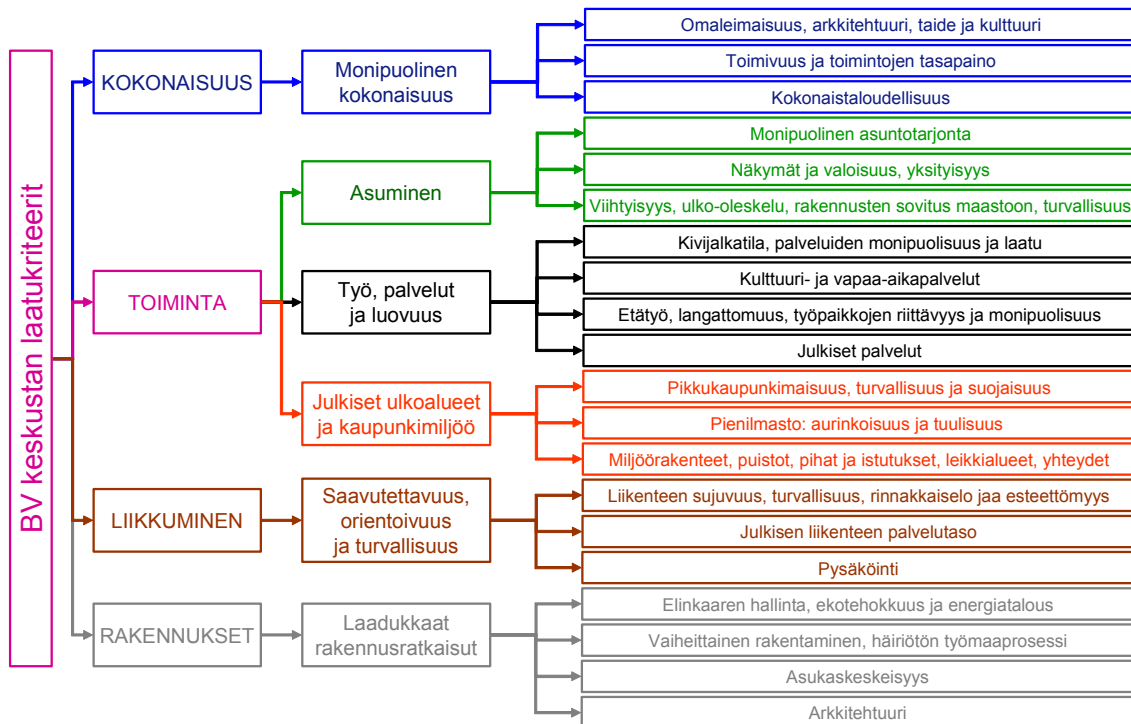 BV keskustan laatukriteerit
KOKONAISUUS
Monipuolinen
kokonaisuus
Omaleimaisuus, arkkitehtuuri, taide ja kulttuuri
Toimivuus ja toimintojen tasapaino
Kokonaistaloudellisuus
TOIMINTA
Asuminen
Monipuolinen asuntotarjonta
Näkymät ja valoisuus, yksityisyys
Viihtyisyys, ulko-oleskelu, rakennusten sovitus maastoon, turvallisuus
Työ, palvelut
ja luovuus
Kivijalkatila, palveluiden monipuolisuus ja laatu
Kulttuuri- ja vapaa-aikapalvelut
Etätyö, langattomuus, työpaikkojen riittävyys ja monipuolisuus
Julkiset palvelut
Julkiset ulkoalueet
ja kaupunkimiljöö
Pikkukaupunkimaisuus, turvallisuus ja suojaisuus
Pienilmasto: aurinkoisuus ja tuulisuus
Miljöörakenteet, puistot, pihat ja istutukset, leikkialueet, yhteydet
LIIKKUMINEN
Saavutettavuus,
orientoivuus
ja turvallisuus
Liikenteen sujuvuus, turvallisuus, rinnakkaiselo jaa esteettömyys
Julkisen liikenteen palvelutaso
Pysäköinti
RAKENNUKSET
Laadukkaat
rakennusratkaisut
Elinkaaren hallinta, ekotehokkuus ja energiatalous
Vaiheittainen rakentaminen, häiriötön työmaaprosessi
Asukaskeskeisyys
Arkkitehtuuri